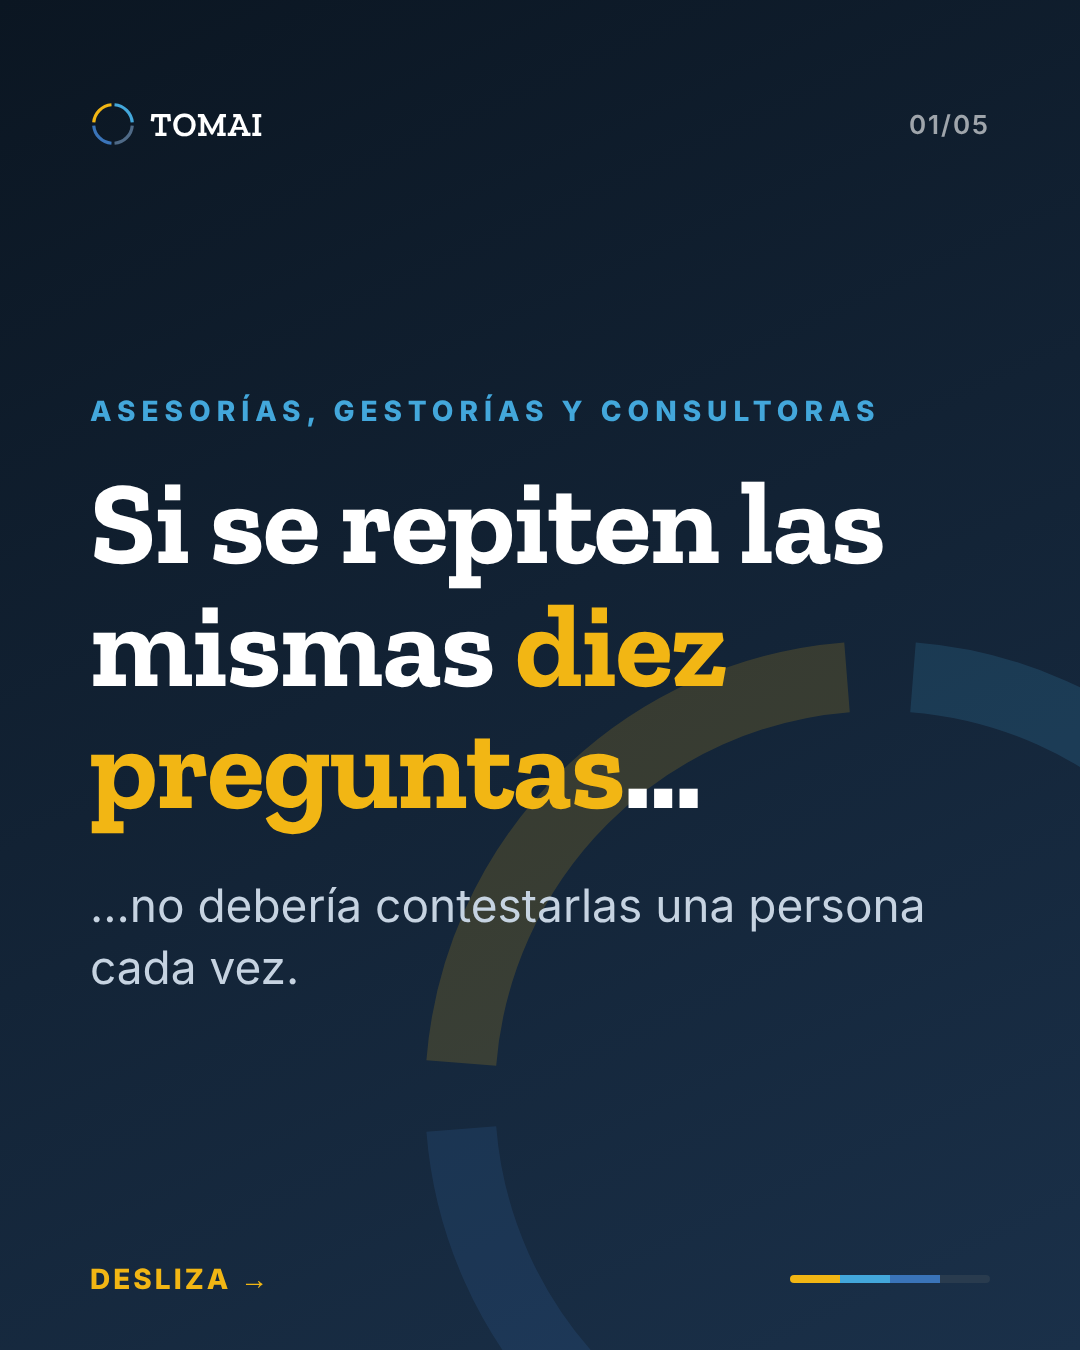 TOMAI
01/05
ASESORÍAS, GESTORÍAS Y CONSULTORAS
Si se repiten las
mismas diez
preguntas...
...no debería contestarlas una persona
cada vez.
DESLIZA →